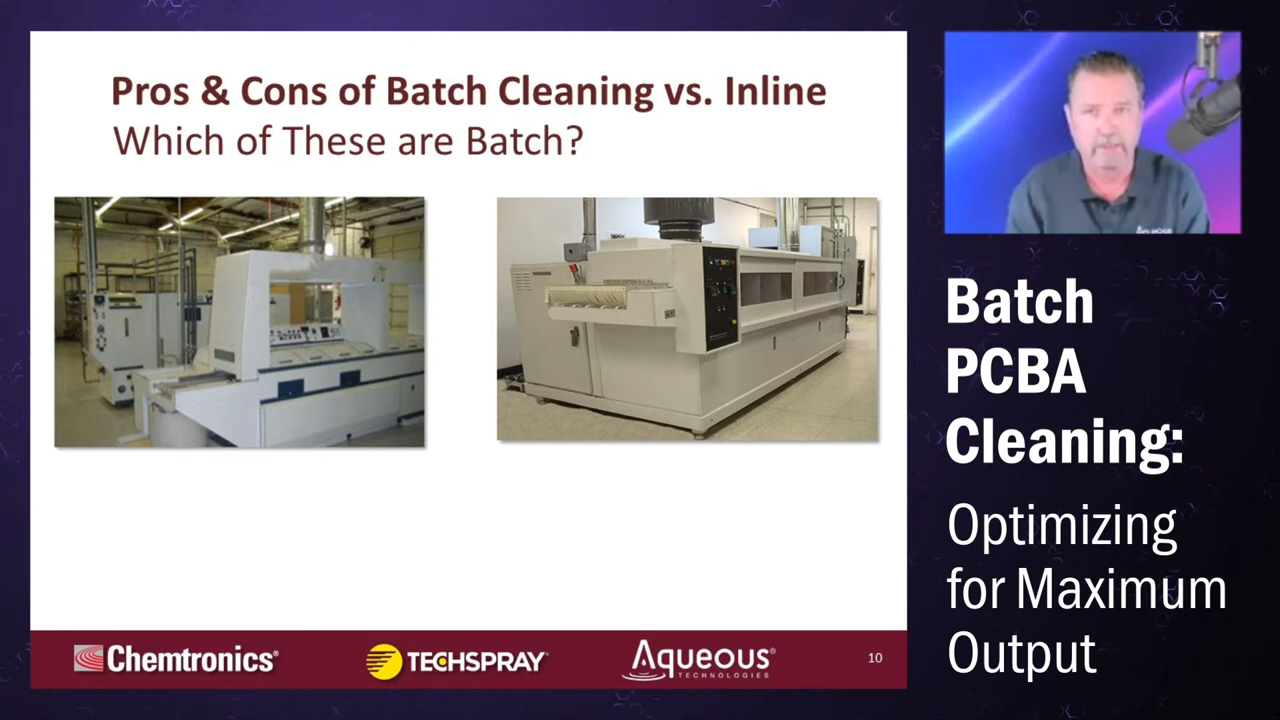 Pros & Cons of Batch Cleaning vs. Inline
Which of These are Batch?
Chemtronics®
TECHSPRAY®
Aqueous®
TECHNOLOGIES
10
Batch
PCBA
Cleaning:
Optimizing
for Maximum
Output